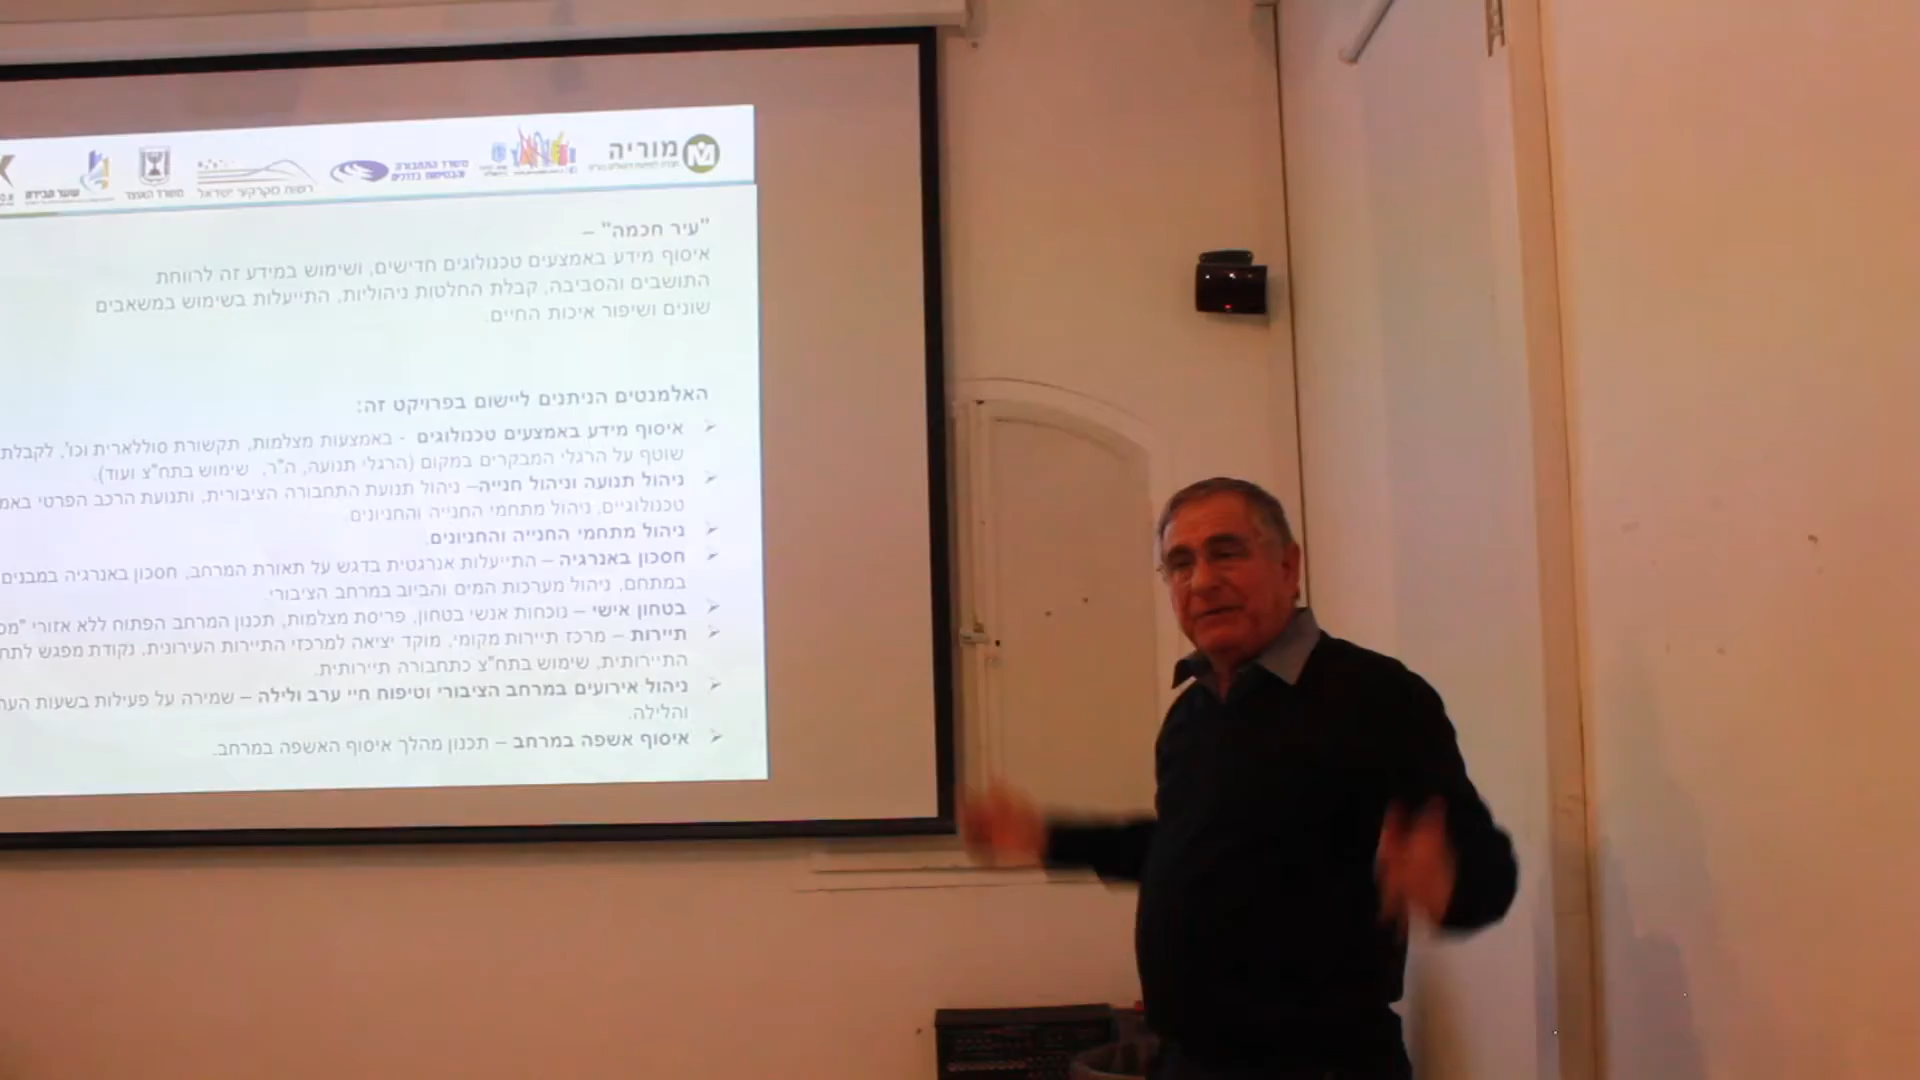 מוריה
משרד התחבורה
והבטיחות בדרכים
רשות מקרקעי ישראל
משרד האוצר
שער הבירה
"עיר חכמה" –
איסוף מידע באמצעים טכנולוגים חדישים, ושימוש במידע זה לרווחת
התושבים והסביבה, קבלת החלטות ניהוליות, התייעלות בשימוש במשאבים
שונים ושיפור איכות החיים.
האלמנטים הניתנים ליישום בפרויקט זה:
איסוף מידע באמצעים טכנולוגים - באמצעות מצלמות, תקשורת סוללארית וכו', לקבלת
שוטף על הרגלי המבקרים במקום (הרגלי תנועה, ה"ר, שימוש בתח"צ ועוד).
ניהול תנועה וניהול חנייה– ניהול תנועת התחבורה הציבורית, ותנועת הרכב הפרטי
טכנולוגיים, ניהול מתחמי החנייה והחניונים.
ניהול מתחמי החנייה והחניונים.
חסכון באנרגיה – התייעלות אנרגטית בדגש על תאורת המרחב, חסכון באנרגיה במבנים
במתחם, ניהול מערכות המים והביוב במרחב הציבורי.
בטחון אישי – נוכחות אנשי בטחון, פריסת מצלמות, תכנון המרחב הפתוח ללא אזורי
תיירות – מרכז תיירות מקומי, מוקד יציאה למרכזי התיירות העירונית, נקודת מפגש
התיירותית, שימוש בתח"צ כתחבורה תיירותית.
ניהול אירועים במרחב הציבורי וטיפוח חיי ערב ולילה – שמירה על פעילות בשעות
והלילה.
איסוף אשפה במרחב – תכנון מהלך איסוף האשפה במרחב.